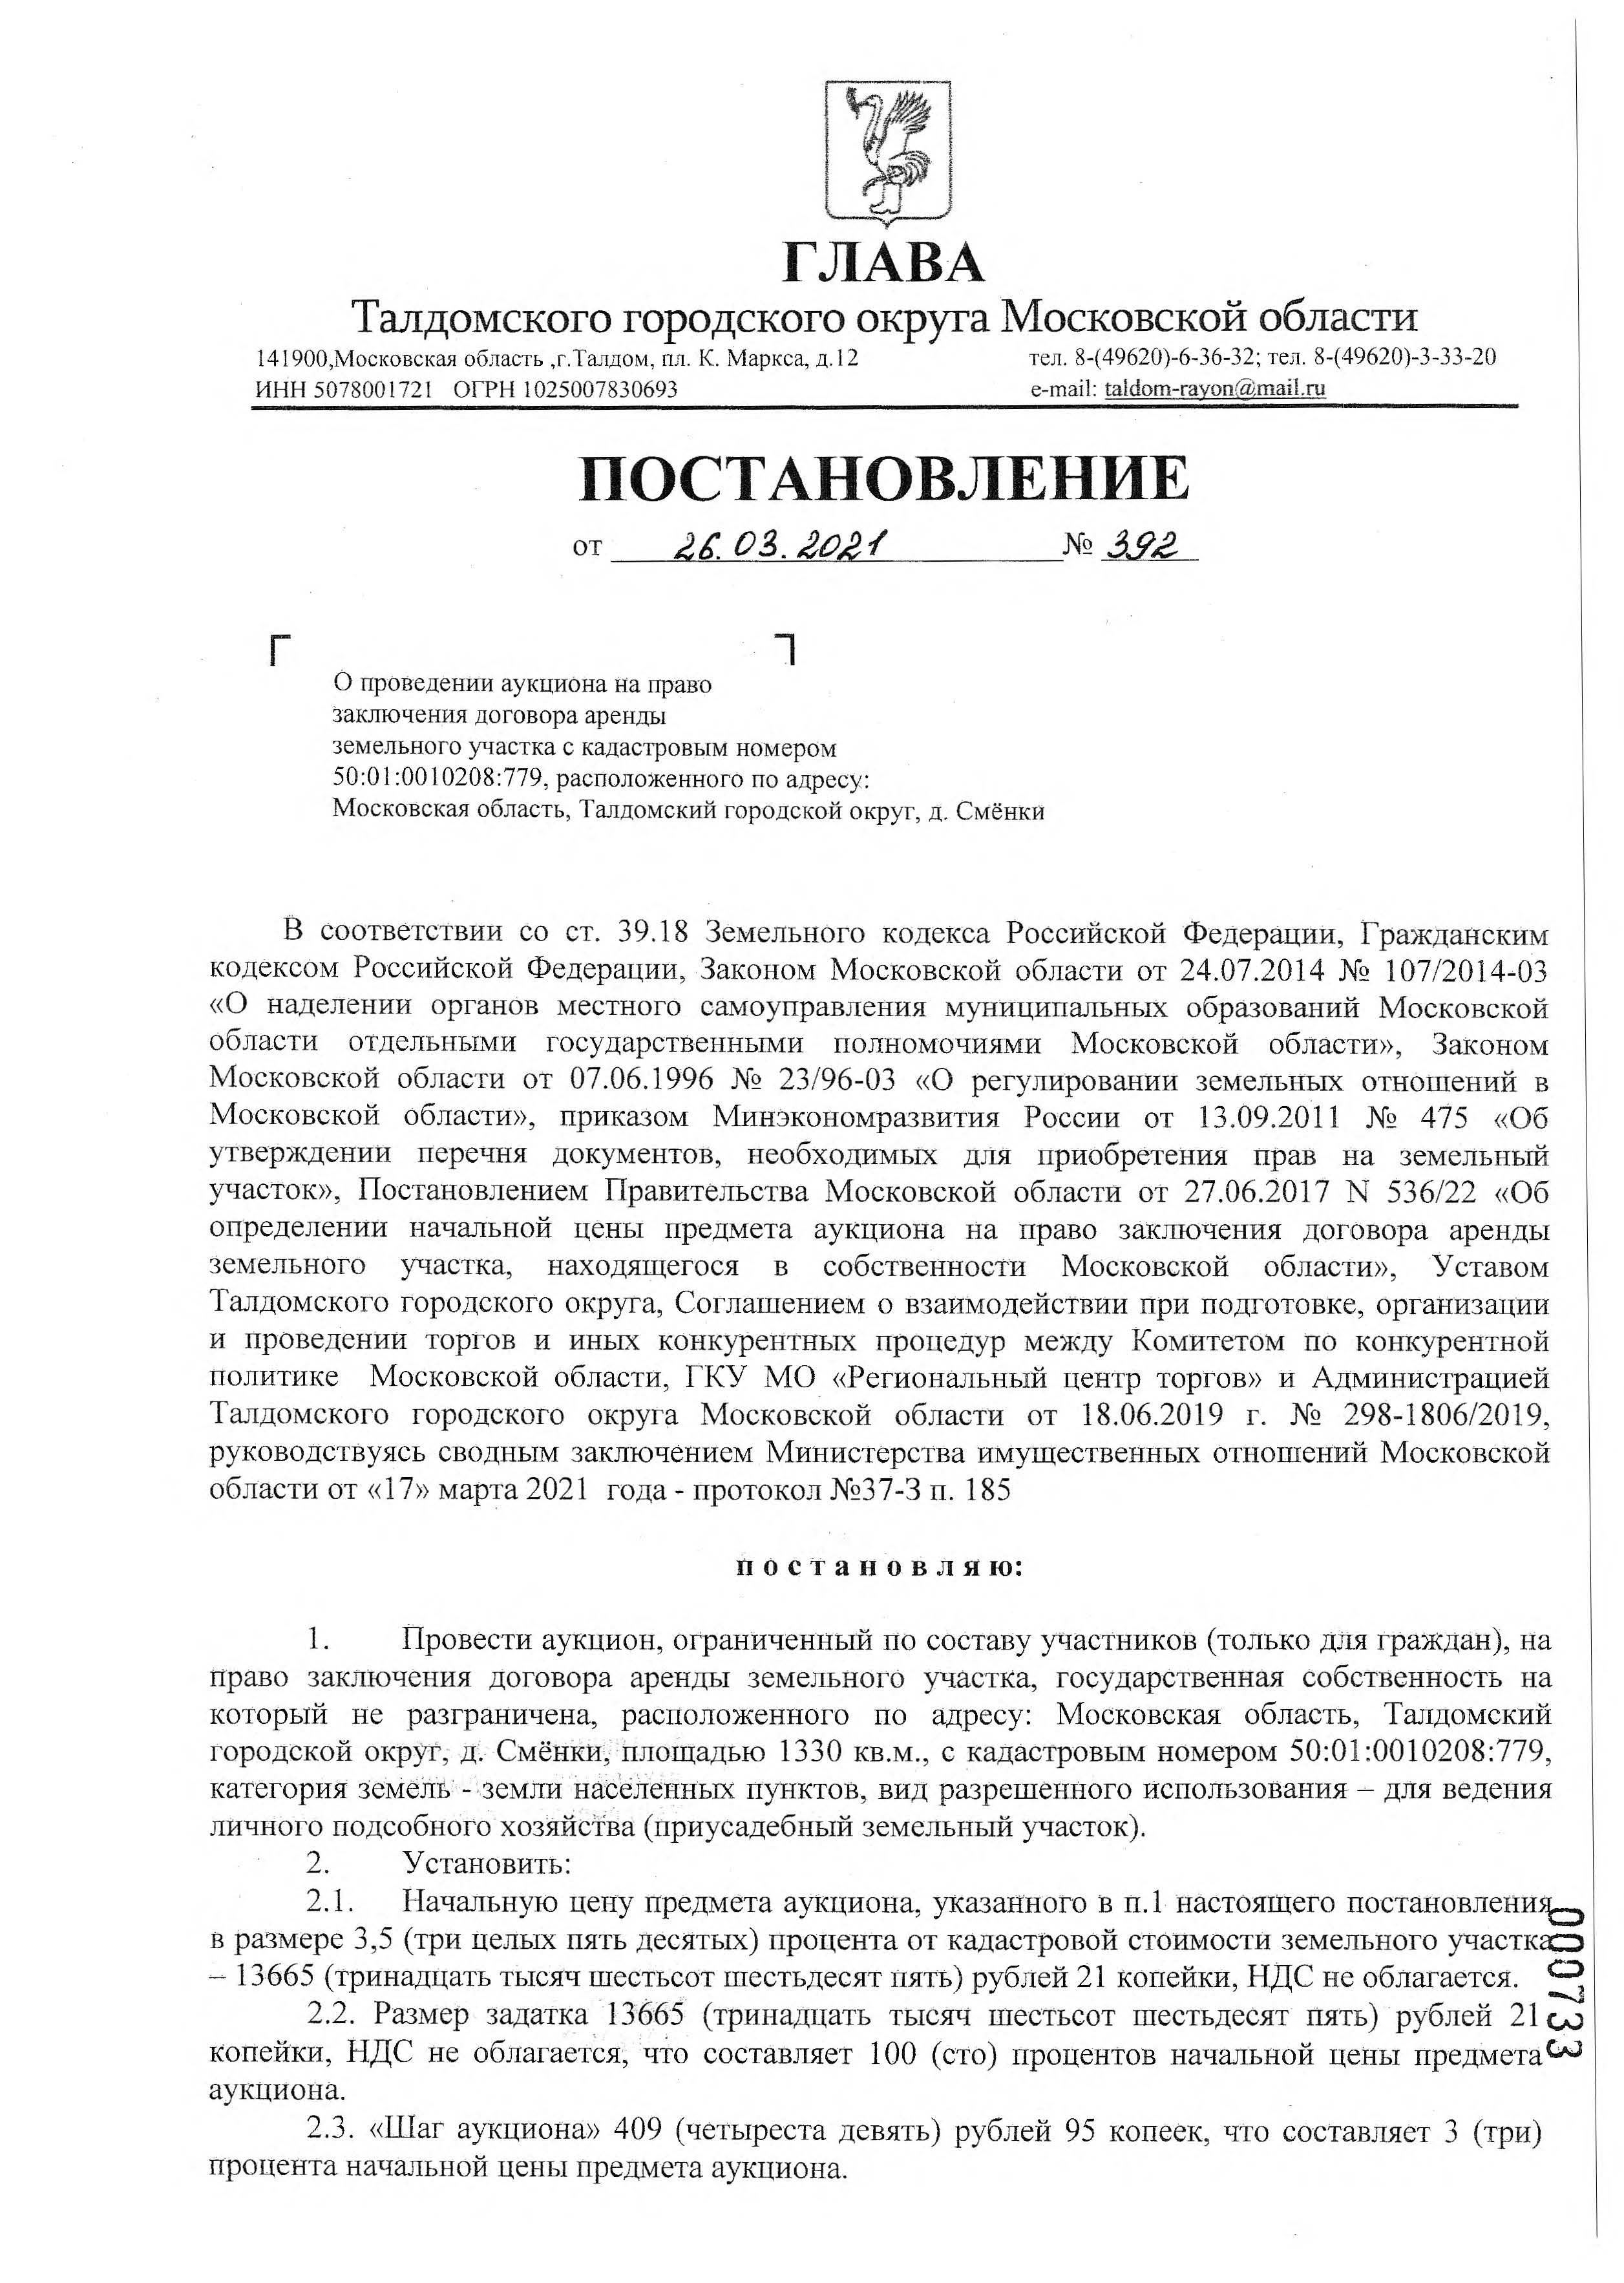 ГЛАВА
Талдомского городского округа Московской области
141900,Московская область ,г.Талдом, пл. К. Маркса, д.12 тел. 8-(49620)-6-36-32; тел. 8-(49620)-3-33-20
ИНН 5078001721 ОГРН 1025007830693 e-mail: taldom-rayon@mail.ru
ПОСТАНОВЛЕНИЕ
от 26.03.2021 № 392
О проведении аукциона на право
заключения договора аренды
земельного участка с кадастровым номером
50:01:0010208:779, расположенного по адресу:
Московская область, Талдомский городской округ, д. Смёнки
В соответствии со ст. 39.18 Земельного кодекса Российской Федерации, Гражданским
кодексом Российской Федерации, Законом Московской области от 24.07.2014 № 107/2014-ОЗ
«О наделении органов местного самоуправления муниципальных образований Московской
области отдельными государственными полномочиями Московской области», Законом
Московской области от 07.06.1996 № 23/96-ОЗ «О регулировании земельных отношений в
Московской области», приказом Минэкономразвития России от 13.09.2011 № 475 «Об
утверждении перечня документов, необходимых для приобретения прав на земельный
участок», Постановлением Правительства Московской области от 27.06.2017 N 536/22 «Об
определении начальной цены предмета аукциона на право заключения договора аренды
земельного участка, находящегося в собственности Московской области», Уставом
Талдомского городского округа, Соглашением о взаимодействии при подготовке, организации
и проведении торгов и иных конкурентных процедур между Комитетом по конкурентной
политике Московской области, ГКУ МО «Региональный центр торгов» и Администрацией
Талдомского городского округа Московской области от 18.06.2019 г. № 298-1806/2019,
руководствуясь сводным заключением Министерства имущественных отношений Московской
области от «17» марта 2021 года - протокол №37-З п. 185
п о с т а н о в л я ю:
1. Провести аукцион, ограниченный по составу участников (только для граждан), на
право заключения договора аренды земельного участка, государственная собственность на
который не разграничена, расположенного по адресу: Московская область, Талдомский
городской округ, д. Смёнки, площадью 1330 кв.м., с кадастровым номером 50:01:0010208:779,
категория земель - земли населенных пунктов, вид разрешенного использования – для ведения
личного подсобного хозяйства (приусадебный земельный участок).
2. Установить:
2.1. Начальную цену предмета аукциона, указанного в п.1 настоящего постановления
в размере 3,5 (три целых пять десятых) процента от кадастровой стоимости земельного участка
– 13665 (тринадцать тысяч шестьсот шестьдесят пять) рублей 21 копейки, НДС не облагается.
2.2. Размер задатка 13665 (тринадцать тысяч шестьсот шестьдесят пять) рублей 21
копейки, НДС не облагается, что составляет 100 (сто) процентов начальной цены предмета
аукциона.
2.3. «Шаг аукциона» 409 (четыреста девять) рублей 95 копеек, что составляет 3 (три)
процента начальной цены предмета аукциона.
000733